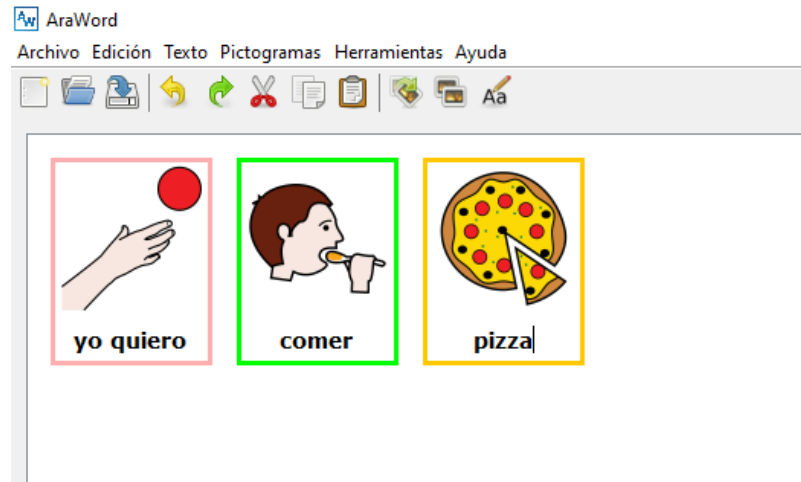 AraWord
Archivo Edición Texto Pictogramas Herramientas Ayuda
yo quiero comer pizza